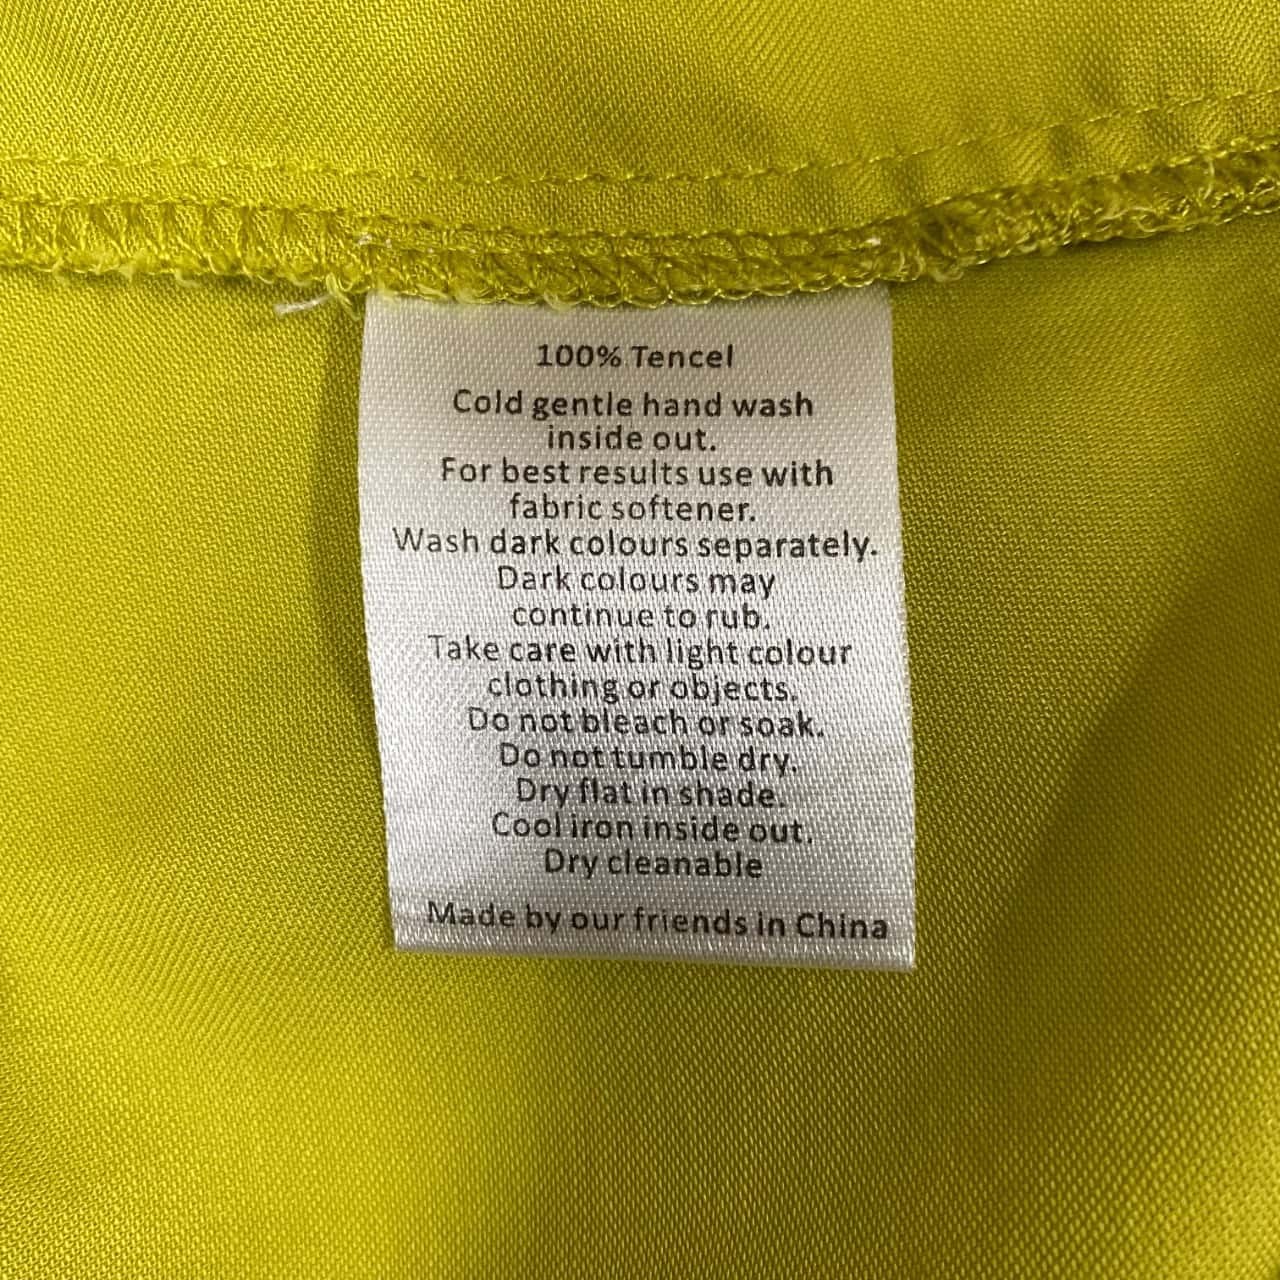 100% Tencel
Cold gentle hand wash
inside out.
For best results use with
fabric softener.
Wash dark colours separately.
Dark colours may
continue to rub.
Take care with light colour
clothing or objects.
Do not bleach or soak.
Do not tumble dry.
Dry flat in shade.
Cool iron inside out.
Dry cleanable
Made by our friends in China